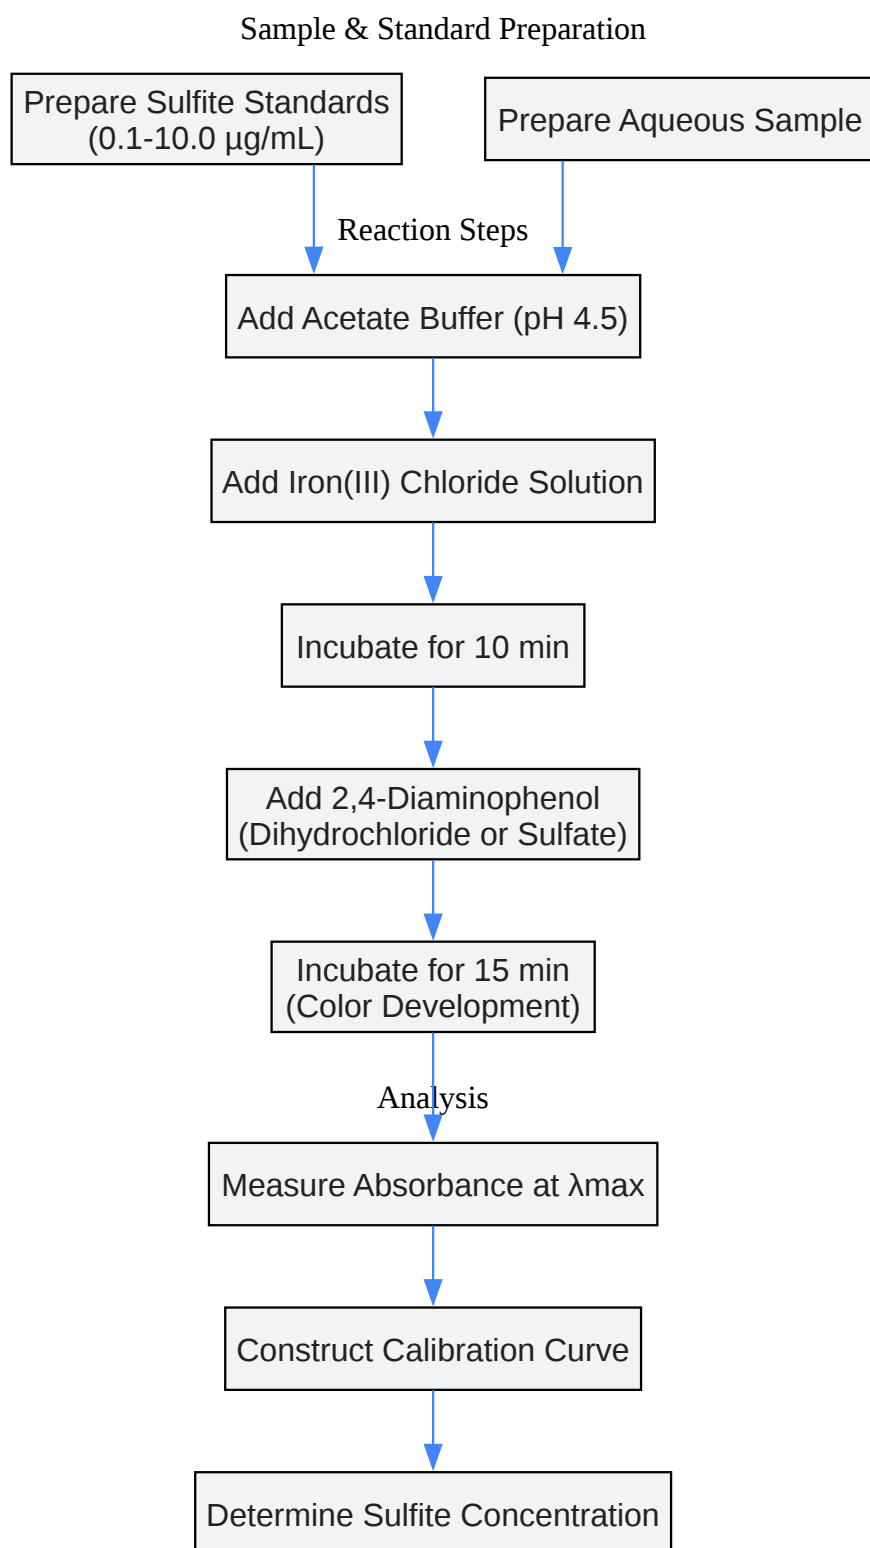 Sample & Standard Preparation
Prepare Sulfite Standards
(0.1-10.0 µg/mL)
Prepare Aqueous Sample
Reaction Steps
Add Acetate Buffer (pH 4.5)
Add Iron(III) Chloride Solution
Incubate for 10 min
Add 2,4-Diaminophenol
(Dihydrochloride or Sulfate)
Incubate for 15 min
(Color Development)
Analysis
Measure Absorbance at λmax
Construct Calibration Curve
Determine Sulfite Concentration